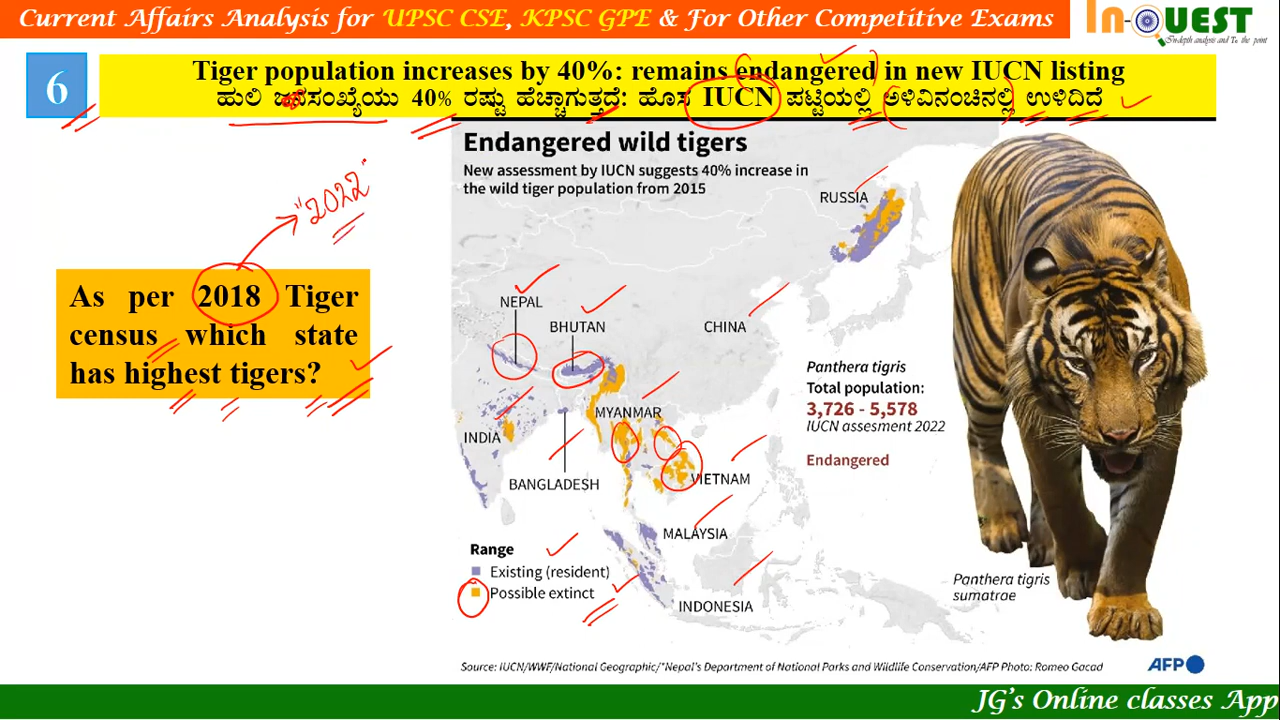 Current Affairs Analysis for UPSC CSE, KPSC GPE & For Other Competitive Exams
In-QUEST
In-depth analysis and To the point
6
Tiger population increases by 40%: remains endangered in new IUCN listing
ಹುಲಿ ಜನಸಂಖ್ಯೆಯು 40% ರಷ್ಟು ಹೆಚ್ಚಾಗುತ್ತದೆ: ಹೊಸ IUCN ಪಟ್ಟಿಯಲ್ಲಿ ಅಳಿವಿನಂಚಿನಲ್ಲಿ ಉಳಿದಿದೆ
"2022"
As per 2018 Tiger
census which state
has highest tigers?
Endangered wild tigers
New assessment by IUCN suggests 40% increase in
the wild tiger population from 2015
RUSSIA
NEPAL
BHUTAN
CHINA
MYANMAR
INDIA
BANGLADESH
VIETNAM
MALAYSIA
INDONESIA
Range
Existing (resident)
Possible extinct
Panthera tigris
Total population:
3,726 - 5,578
IUCN assesment 2022
Endangered
Panthera tigris
sumatrae
Source: IUCN/WWF/National Geographic/*Nepal's Department of National Parks and Wildlife Conservation/AFP Photo: Romeo Gacad
AFP
JG's Online classes App